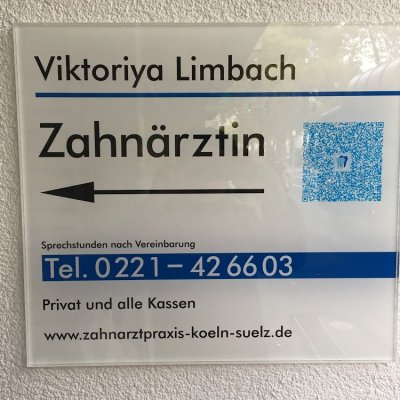 Viktoriya Limbach
Zahnärztin
Sprechstunden nach Vereinbarung
Tel. 0221 – 42 66 03
Privat und alle Kassen
www.zahnarztpraxis-koeln-suelz.de